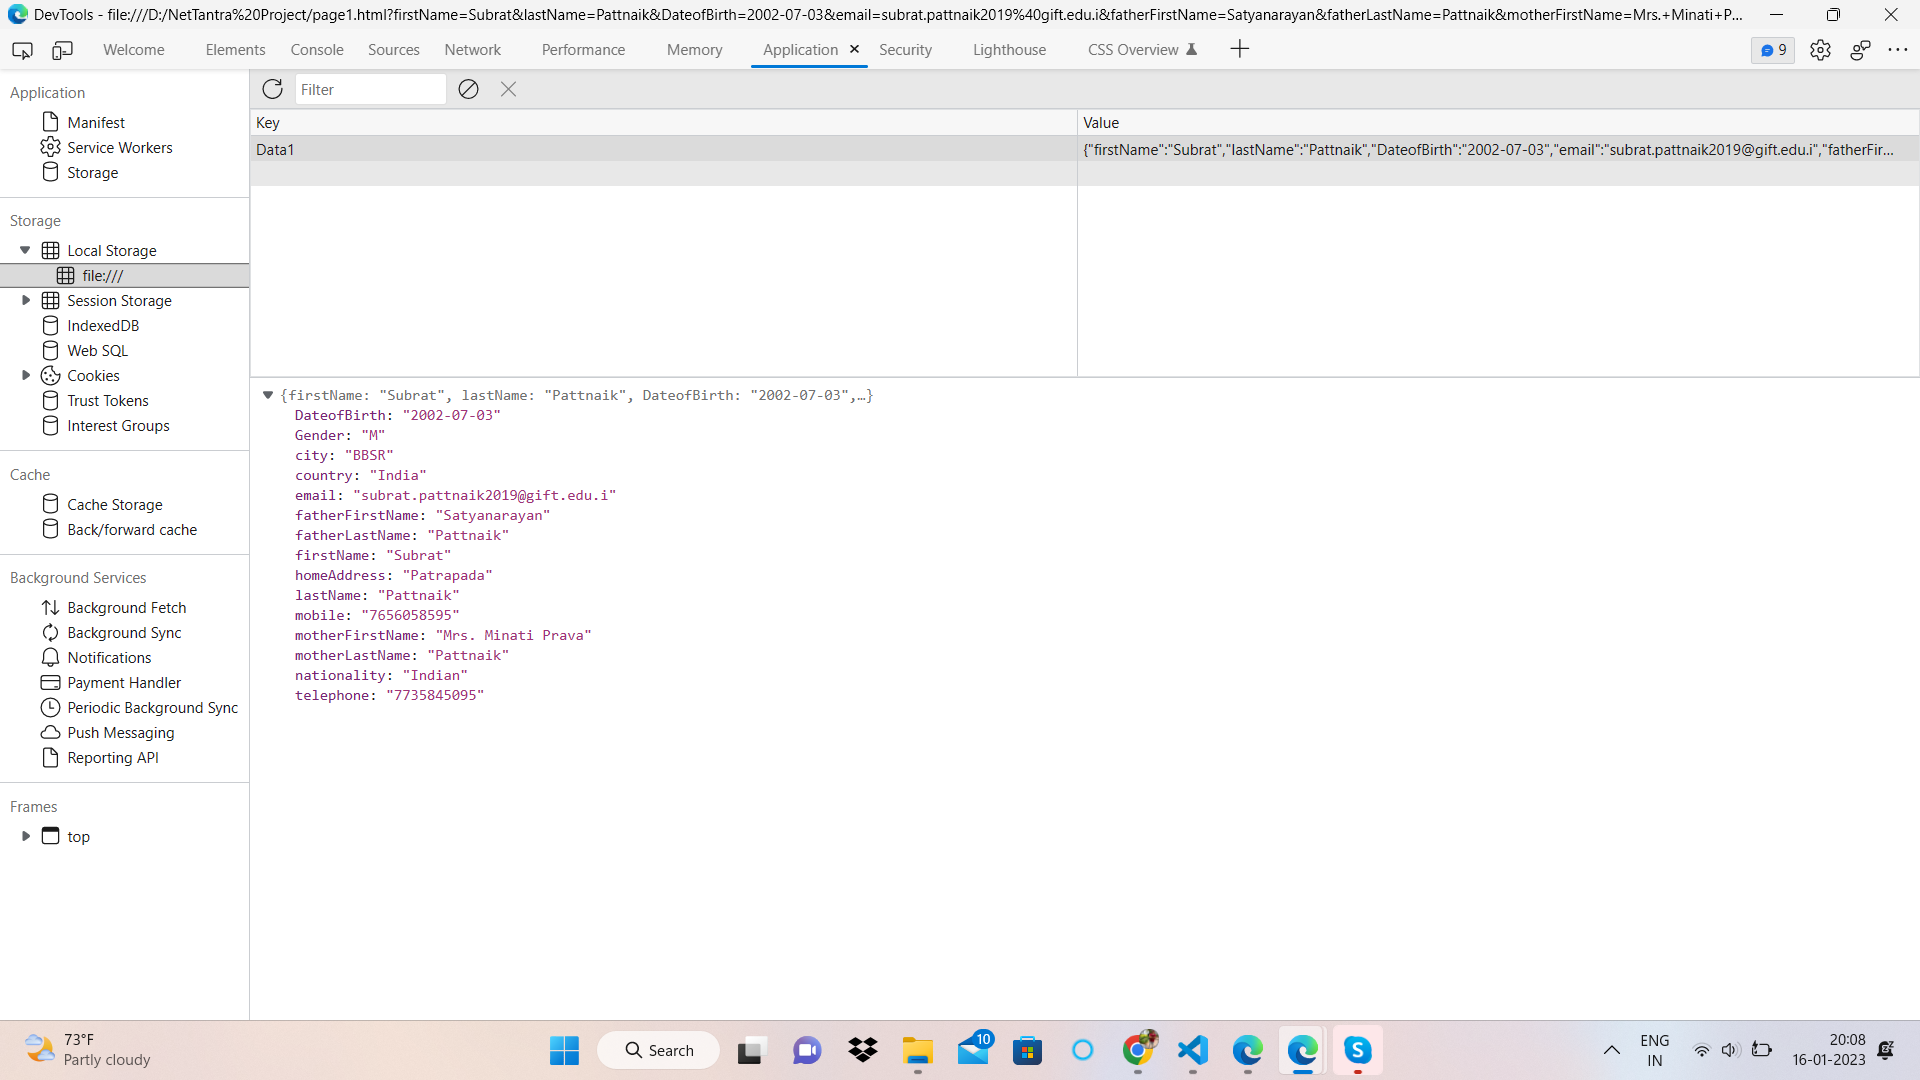 DevTools - file:///D:/NetTantra%20Project/page1.html?firstName=Subrat&lastName=Pattnaik&DateofBirth=2002-07-03&email=subrat.pattnaik2019%40gift.edu.i&fatherFirstName=Satyanarayan&fatherLastName=Pattnaik&motherFirstName=Mrs.+Minati+P...
Welcome Elements Console Sources Network Performance Memory Application Security Lighthouse CSS Overview 9
Application
Manifest
Service Workers
Storage
Storage
Local Storage
file:///
Session Storage
IndexedDB
Web SQL
Cookies
Trust Tokens
Interest Groups
Cache
Cache Storage
Back/forward cache
Background Services
Background Fetch
Background Sync
Notifications
Payment Handler
Periodic Background Sync
Push Messaging
Reporting API
Frames
top
Filter
Key Value
Data1 {"firstName":"Subrat","lastName":"Pattnaik","DateofBirth":"2002-07-03","email":"subrat.pattnaik2019@gift.edu.i","fatherFir...
{firstName: "Subrat", lastName: "Pattnaik", DateofBirth: "2002-07-03",…}
DateofBirth: "2002-07-03"
Gender: "M"
city: "BBSR"
country: "India"
email: "subrat.pattnaik2019@gift.edu.i"
fatherFirstName: "Satyanarayan"
fatherLastName: "Pattnaik"
firstName: "Subrat"
homeAddress: "Patrapada"
lastName: "Pattnaik"
mobile: "7656058595"
motherFirstName: "Mrs. Minati Prava"
motherLastName: "Pattnaik"
nationality: "Indian"
telephone: "7735845095"
73°F
Partly cloudy
Search
10
ENG
IN
20:08
16-01-2023